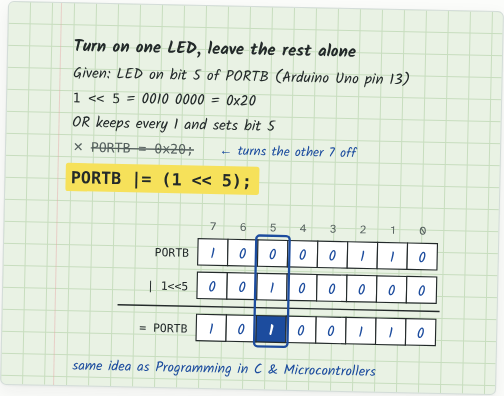 Turn on one LED, leave the rest alone
Given: LED on bit 5 of PORTB (Arduino Uno pin 13)
1 << 5 = 0010 0000 = 0x20
OR keeps every 1 and sets bit 5
× PORTB = 0x20; ← turns the other 7 off
PORTB |= (1 << 5);
7 6 5 4 3 2 1 0
PORTB 1 0 0 0 0 1 1 0
| 1<<5 0 0 1 0 0 0 0 0
= PORTB 1 0 1 0 0 1 1 0
same idea as Programming in C & Microcontrollers